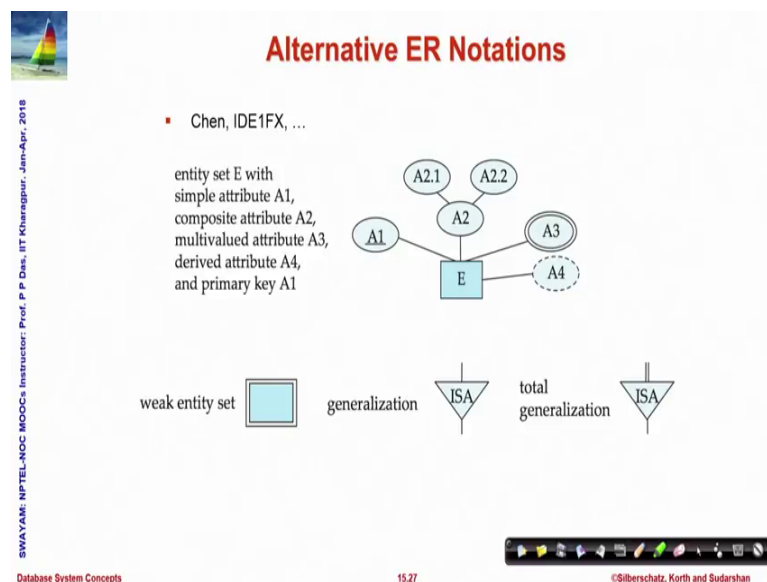 Alternative ER Notations
Chen, IDE1FX, …
entity set E with
simple attribute A1,
composite attribute A2,
multivalued attribute A3,
derived attribute A4,
and primary key A1
A2.1
A2.2
A2
A1
A3
E
A4
weak entity set
generalization
ISA
total
generalization
ISA
SWAYAM: NPTEL-NOC MOOCs Instructor: Prof. P P Das, IIT Kharagpur. Jan-Apr, 2018
Database System Concepts
15.27
©Silberschatz, Korth and Sudarshan